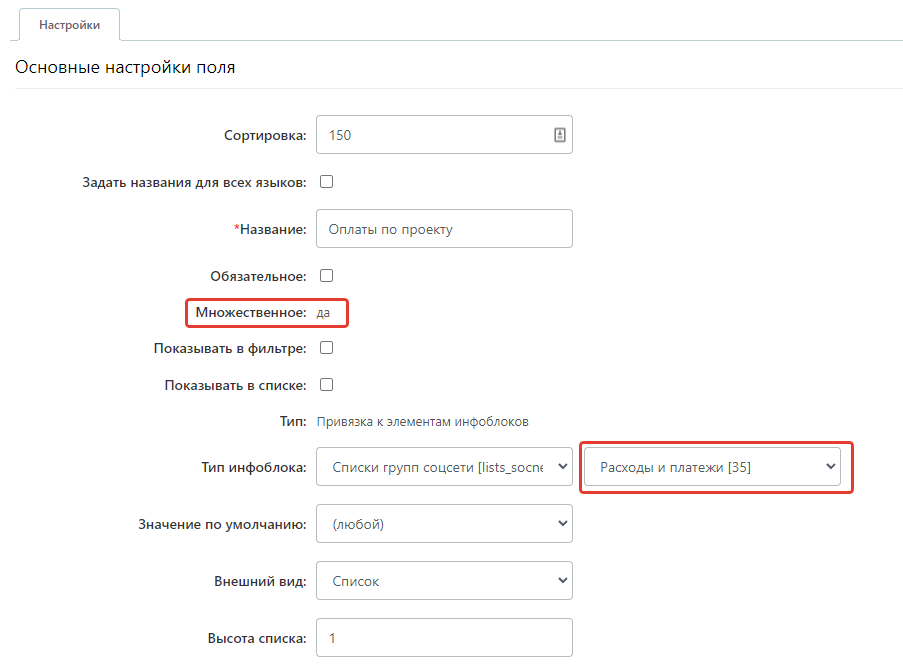 Настройки
Основные настройки поля
Сортировка: 150
Задать названия для всех языков:
*Название: Оплаты по проекту
Обязательное:
Множественное: да
Показывать в фильтре:
Показывать в списке:
Тип: Привязка к элементам инфоблоков
Тип инфоблока: Списки групп соцсети [lists_socne Расходы и платежи [35]
Значение по умолчанию: (любой)
Внешний вид: Список
Высота списка: 1